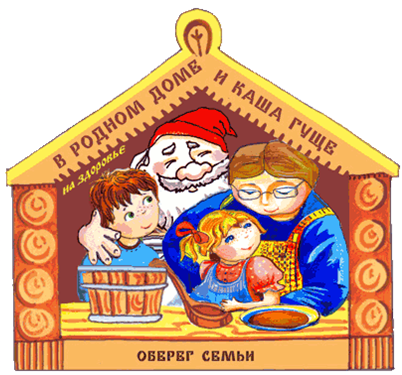 В РОДНОМ ДОМЕ
И КАША ГУЩЕ
НА ЗДОРОВЬЕ
ОБЕРЕГ СЕМЬИ